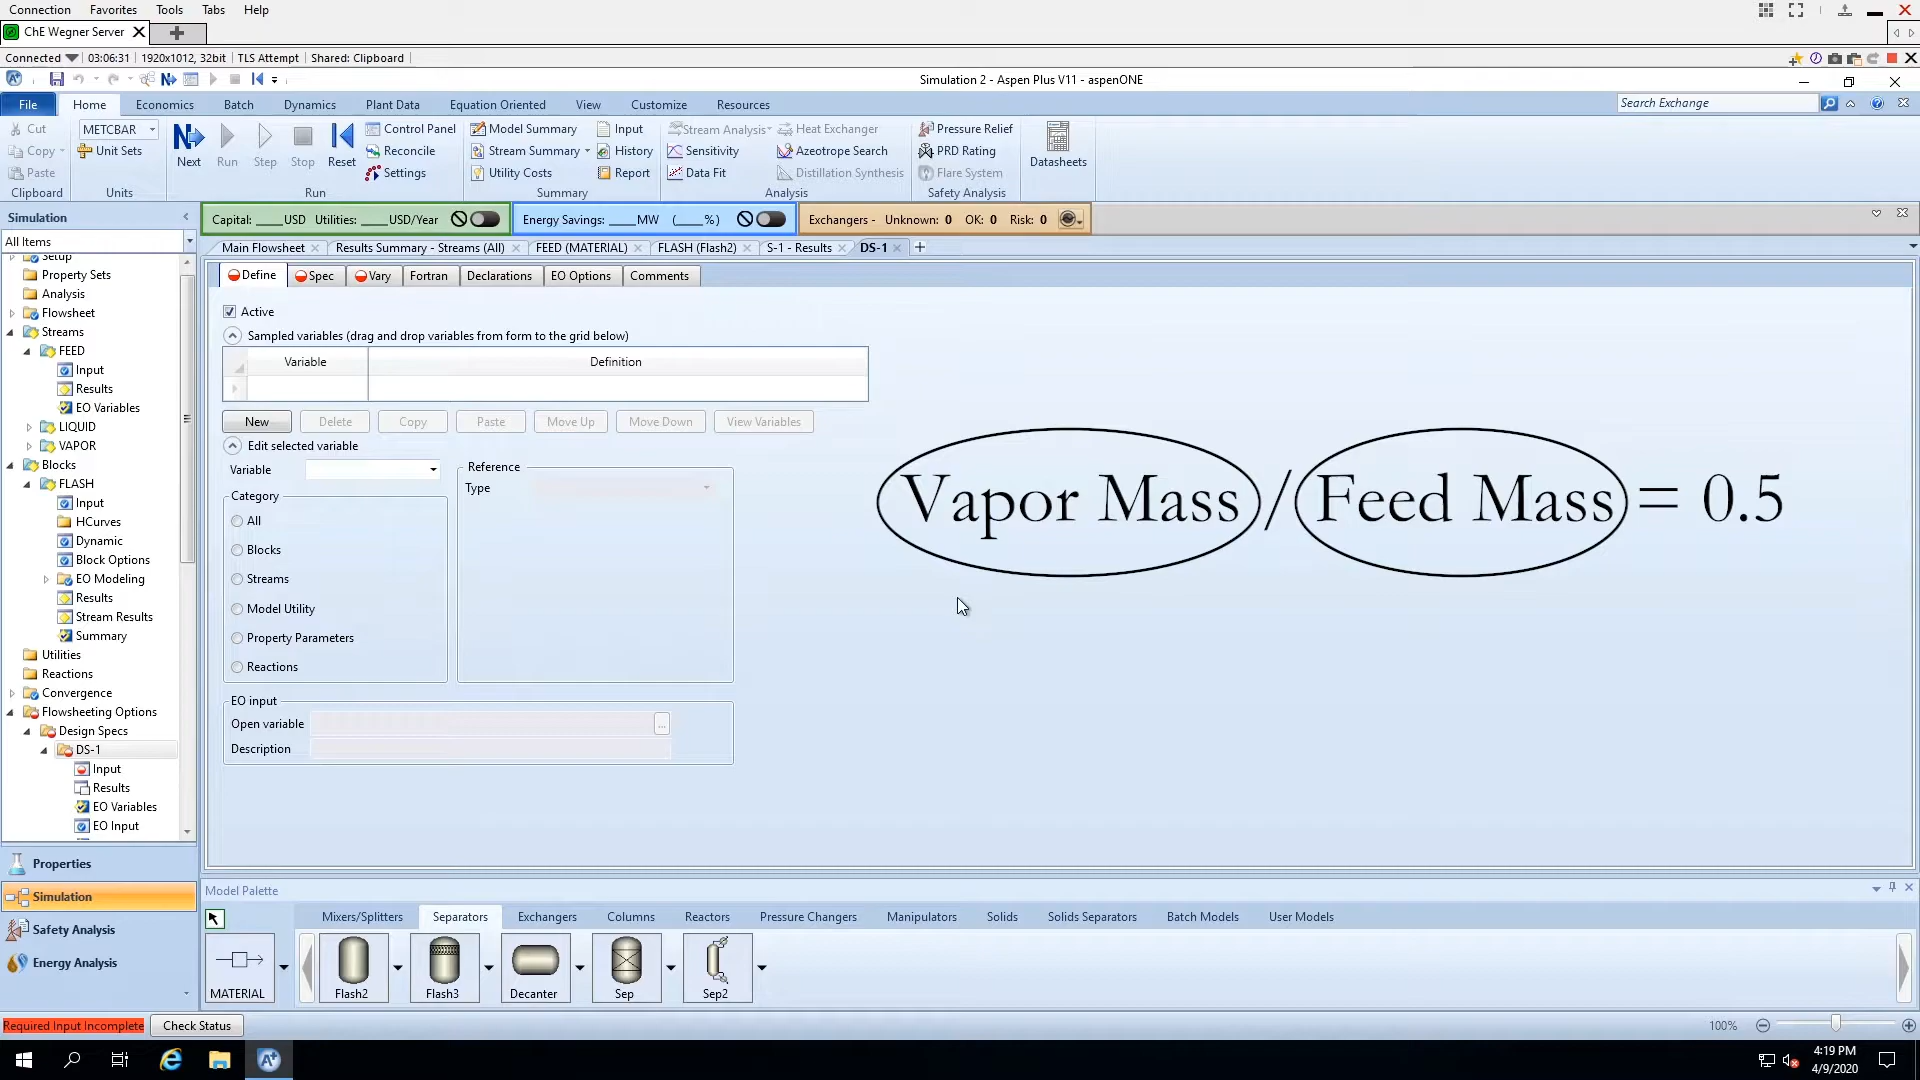 Connection Favorites Tools Tabs Help
ChE Wegner Server
Connected 03:06:31 1920x1012, 32bit TLS Attempt Shared: Clipboard
Simulation 2 - Aspen Plus V11 - aspenONE
File Home Economics Batch Dynamics Plant Data Equation Oriented View Customize Resources Search Exchange
Cut METCBAR Control Panel Model Summary Input Stream Analysis Heat Exchanger Pressure Relief
Copy Unit Sets Next Run Step Stop Reset Reconcile Stream Summary History Sensitivity Azeotrope Search PRD Rating Datasheets
Paste Settings Utility Costs Report Data Fit Distillation Synthesis Flare System
Clipboard Units Run Summary Analysis Safety Analysis
Simulation
Capital: ____USD Utilities: ____USD/Year Energy Savings: ____MW (____%) Exchangers - Unknown: 0 OK: 0 Risk: 0
All Items
Main Flowsheet Results Summary - Streams (All) FEED (MATERIAL) FLASH (Flash2) S-1 - Results DS-1
Setup
Property Sets
Analysis
Flowsheet
Streams
FEED
Input
Results
EO Variables
LIQUID
VAPOR
Blocks
FLASH
Input
HCurves
Dynamic
Block Options
EO Modeling
Results
Stream Results
Summary
Utilities
Reactions
Convergence
Flowsheeting Options
Design Specs
DS-1
Input
Results
EO Variables
EO Input
Properties
Simulation
Safety Analysis
Energy Analysis
Define Spec Vary Fortran Declarations EO Options Comments
Active
Sampled variables (drag and drop variables from form to the grid below)
Variable Definition
New Delete Copy Paste Move Up Move Down View Variables
Edit selected variable
Variable
Category
All
Blocks
Streams
Model Utility
Property Parameters
Reactions
Reference
Type
EO input
Open variable ...
Description
Vapor Mass/Feed Mass = 0.5
Model Palette
Mixers/Splitters Separators Exchangers Columns Reactors Pressure Changers Manipulators Solids Solids Separators Batch Models User Models
MATERIAL Flash2 Flash3 Decanter Sep Sep2
Required Input Incomplete Check Status 100%
4:19 PM
4/9/2020